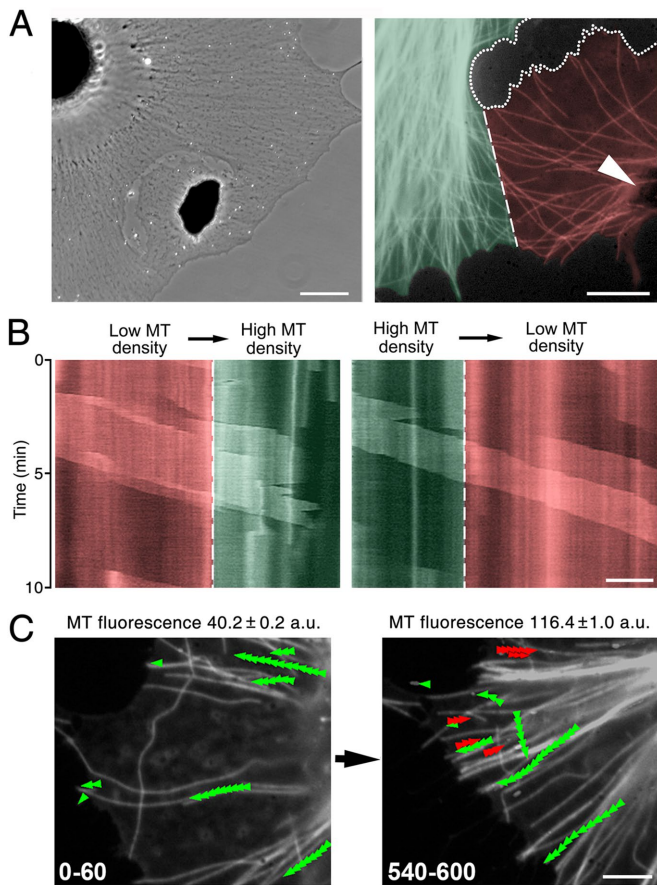 A
B
Low MT density
High MT density
High MT density
Low MT density
0
5
10
Time (min)
C
MT fluorescence 40.2±0.2 a.u.
MT fluorescence 116.4±1.0 a.u.
0-60
540-600